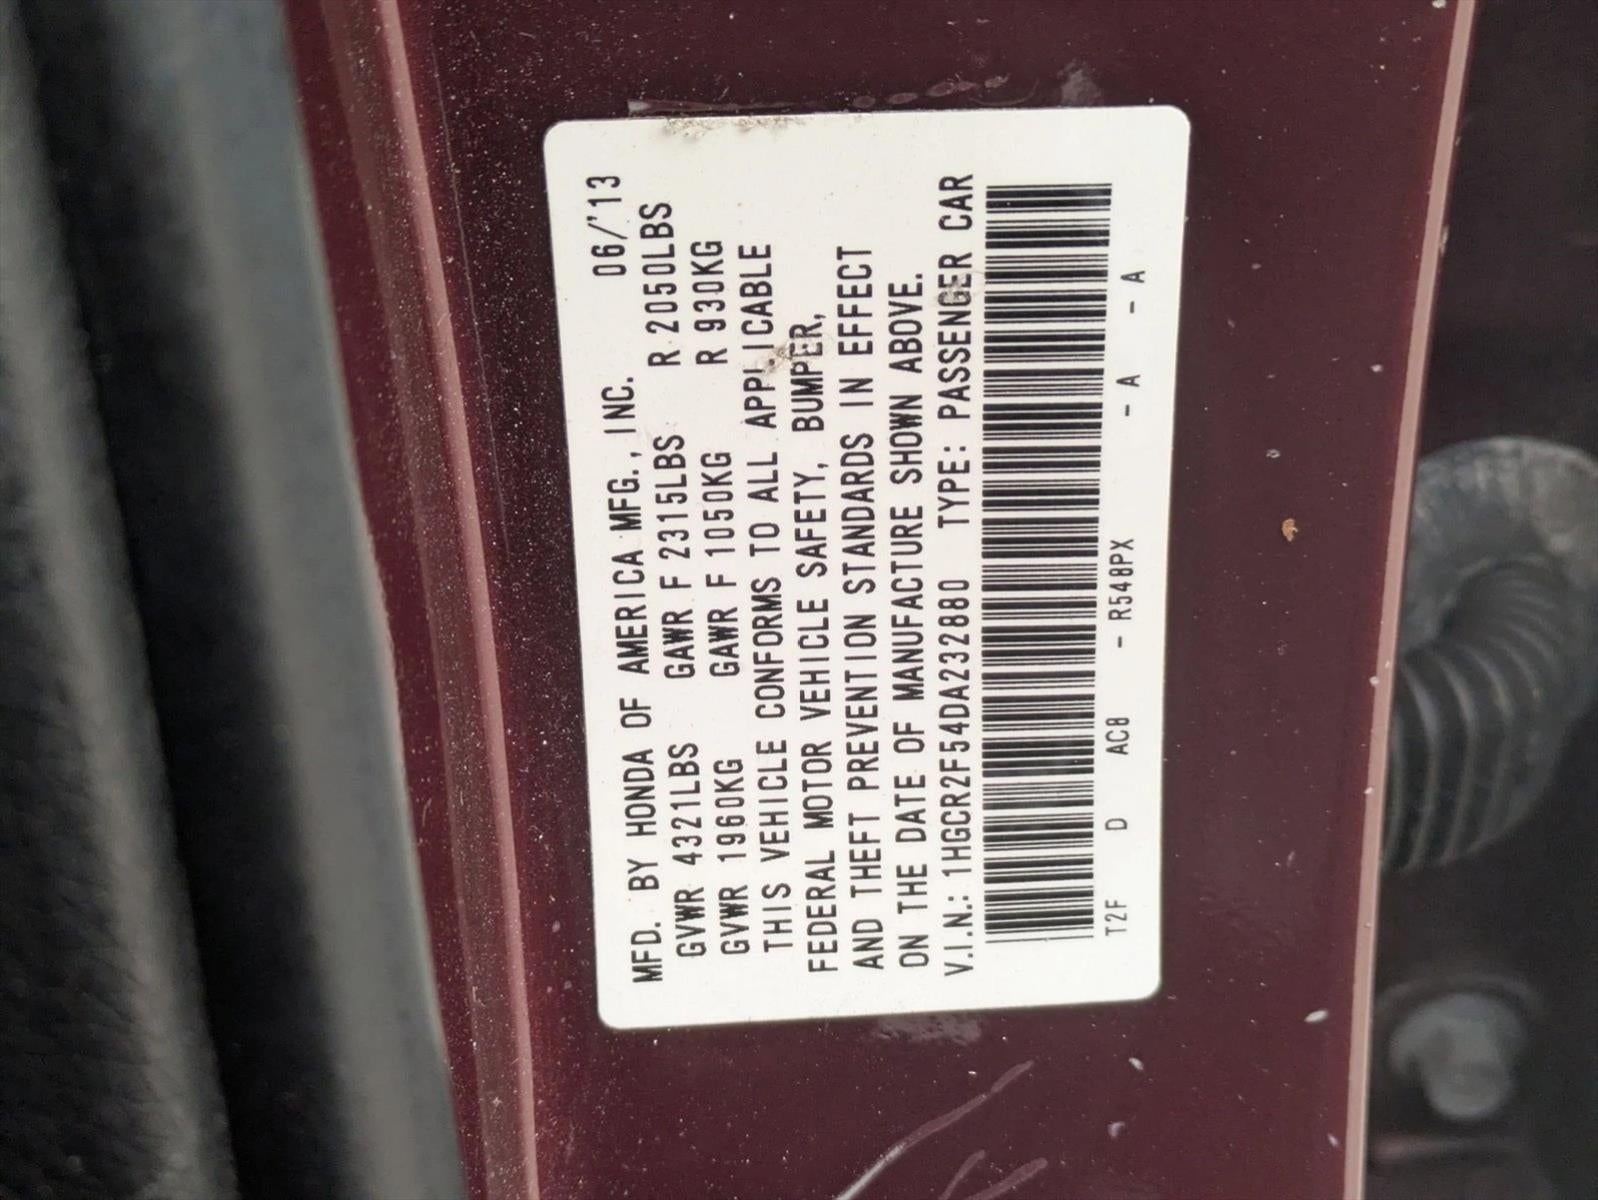 MFD. BY HONDA OF AMERICA MFG., INC. 06/'13
GVWR 4321LBS GAWR F 2315LBS R 2050LBS
GVWR 1960KG GAWR F 1050KG R 930KG
THIS VEHICLE CONFORMS TO ALL APPLICABLE
FEDERAL MOTOR VEHICLE SAFETY, BUMPER,
AND THEFT PREVENTION STANDARDS IN EFFECT
ON THE DATE OF MANUFACTURE SHOWN ABOVE.
V.I.N.: 1HGCR2F54DA232880 TYPE: PASSENGER CAR
T2F D AC8 - R548PX - A - A